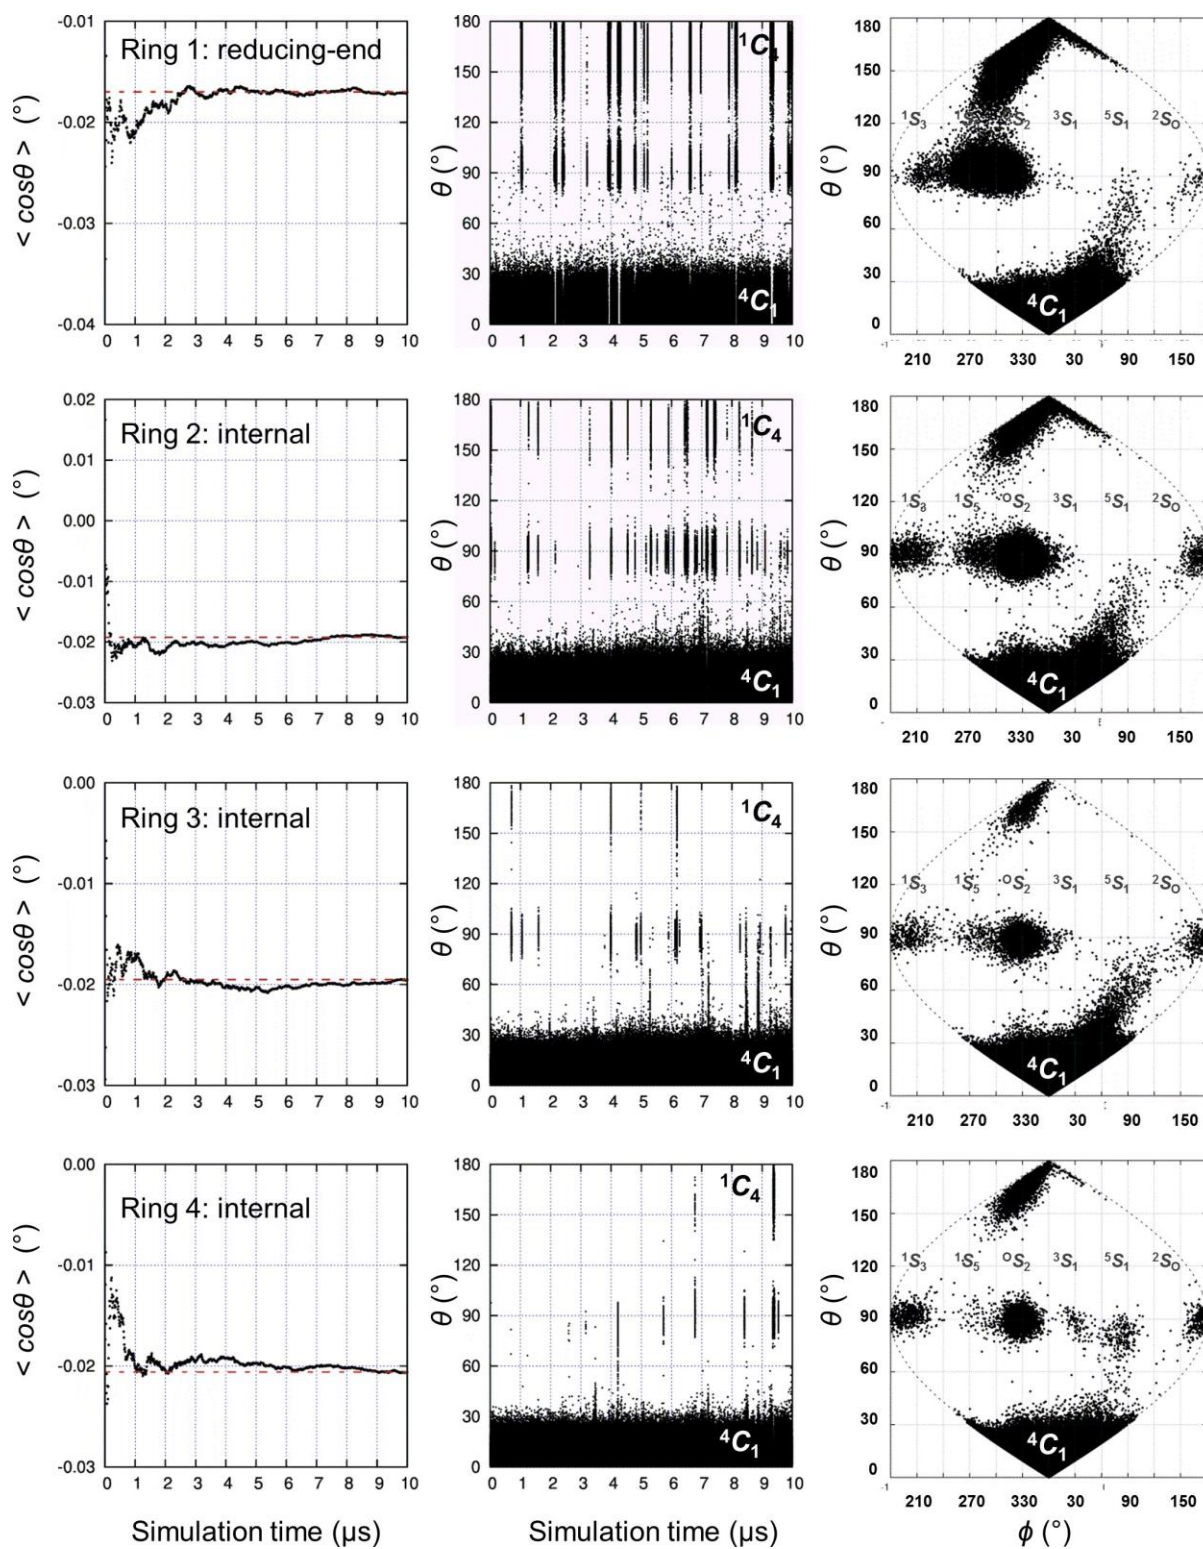 -0.01
-0.02
-0.03
-0.04
< cosθ > (°)
Ring 1: reducing-end
0 1 2 3 4 5 6 7 8 9 10
180
150
120
90
60
30
0
θ (°)
¹C₄
⁴C₁
0 1 2 3 4 5 6 7 8 9 10
180
150
120
90
60
30
0
θ (°)
¹S₃ ³S₁ ⁵S₁ ²S_O
⁴C₁
210 270 330 30 90 150
0.02
0.01
0.00
-0.01
-0.02
-0.03
< cosθ > (°)
Ring 2: internal
0 1 2 3 4 5 6 7 8 9 10
180
150
120
90
60
30
0
θ (°)
¹C₄
⁴C₁
0 1 2 3 4 5 6 7 8 9 10
180
150
120
90
60
30
0
θ (°)
¹S₃ ¹S₅ ᴼS₂ ³S₁ ⁵S₁ ²S_O
⁴C₁
210 270 330 30 90 150
0.00
-0.01
-0.02
-0.03
< cosθ > (°)
Ring 3: internal
0 1 2 3 4 5 6 7 8 9 10
180
150
120
90
60
30
0
θ (°)
¹C₄
⁴C₁
0 1 2 3 4 5 6 7 8 9 10
180
150
120
90
60
30
0
θ (°)
¹S₃ ¹S₅ ᴼS₂ ³S₁ ⁵S₁ ²S_O
⁴C₁
210 270 330 30 90 150
0.00
-0.01
-0.02
-0.03
< cosθ > (°)
Ring 4: internal
0 1 2 3 4 5 6 7 8 9 10
Simulation time (μs)
180
150
120
90
60
30
0
θ (°)
¹C₄
⁴C₁
0 1 2 3 4 5 6 7 8 9 10
Simulation time (μs)
180
150
120
90
60
30
0
θ (°)
¹S₃ ¹S₅ ᴼS₂ ³S₁ ⁵S₁ ²S_O
⁴C₁
210 270 330 30 90 150
ϕ (°)